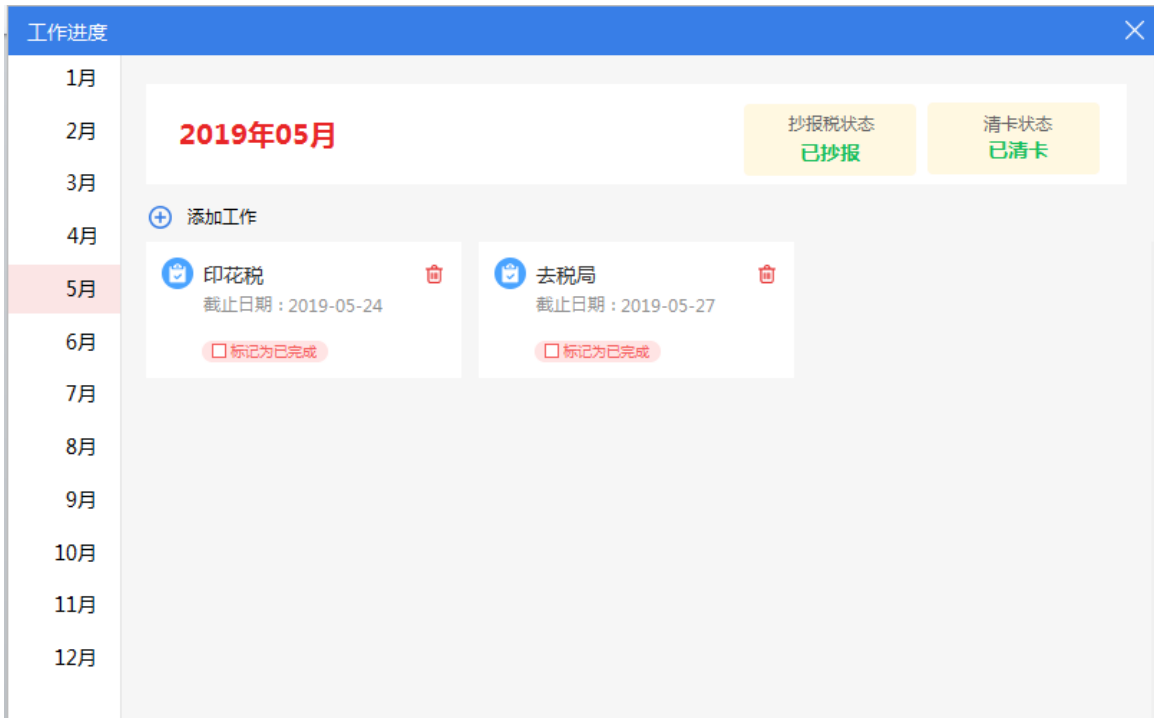 工作进度
1月
2月
3月
4月
5月
6月
7月
8月
9月
10月
11月
12月
2019年05月
抄报税状态
已抄报
清卡状态
已清卡
添加工作
印花税
截止日期：2019-05-24
标记为已完成
去税局
截止日期：2019-05-27
标记为已完成